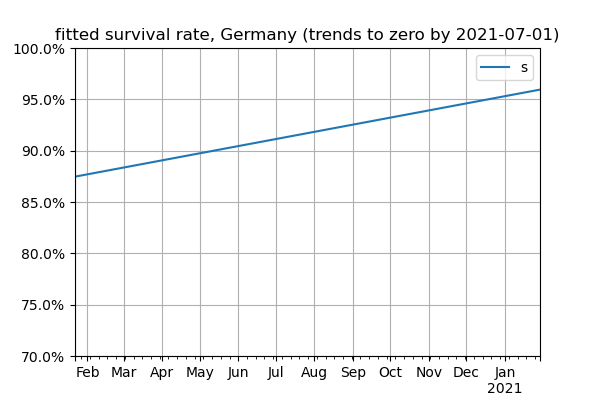 fitted survival rate, Germany (trends to zero by 2021-07-01)
100.0%
s
95.0%
90.0%
85.0%
80.0%
75.0%
70.0%
Feb Mar Apr May Jun Jul Aug Sep Oct Nov Dec Jan
2021